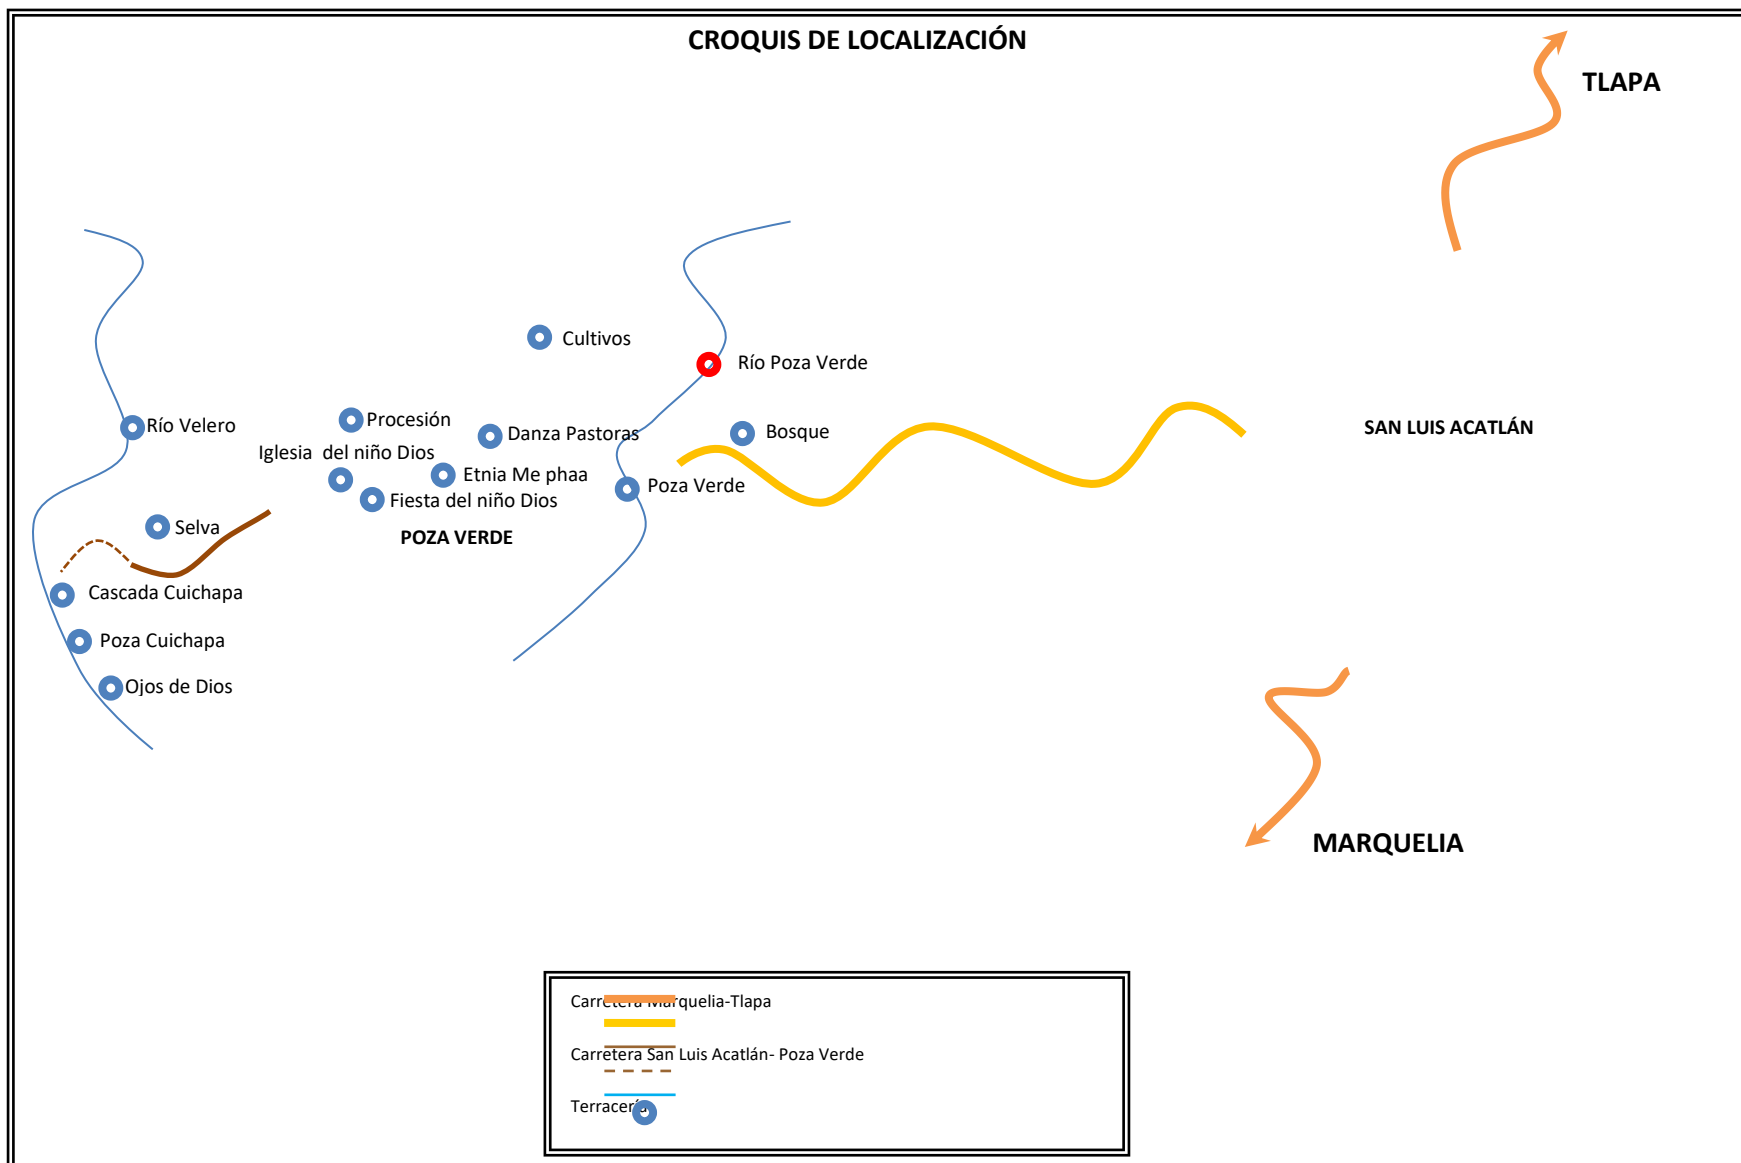 CROQUIS DE LOCALIZACIÓN
TLAPA
Cultivos
Río Poza Verde
Río Velero
Procesión
Danza Pastoras
Bosque
SAN LUIS ACATLÁN
Iglesia del niño Dios
Etnia Me phaa
Poza Verde
Fiesta del niño Dios
Selva
POZA VERDE
Cascada Cuichapa
Poza Cuichapa
Ojos de Dios
MARQUELIA
Carretera Marquelia-Tlapa
Carretera San Luis Acatlán- Poza Verde
Terracería